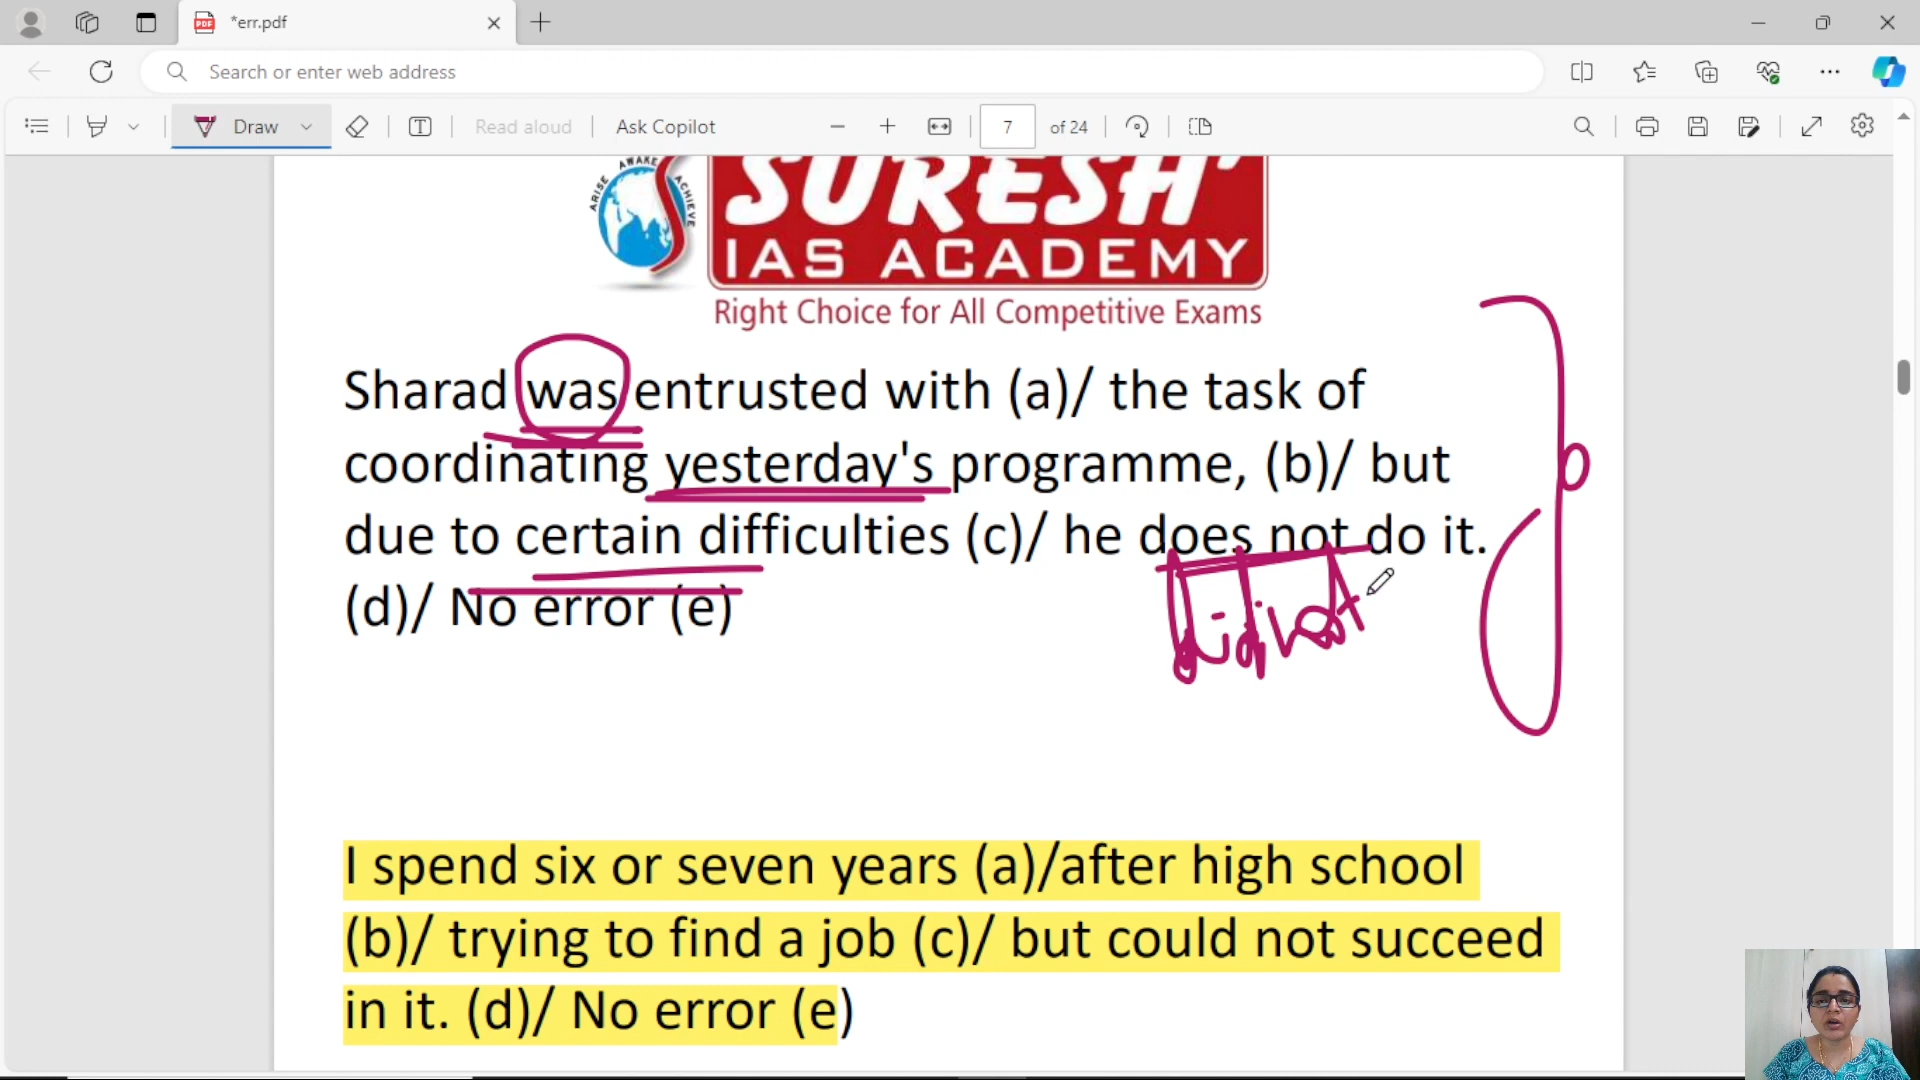 *err.pdf
Search or enter web address
Draw
Read aloud
Ask Copilot
7
of 24
ARISE AWAKE ACHIEVE
SURESH'
IAS ACADEMY
Right Choice for All Competitive Exams
Sharad was entrusted with (a)/ the task of
coordinating yesterday's programme, (b)/ but
due to certain difficulties (c)/ he does not do it.
(d)/ No error (e)
did not
I spend six or seven years (a)/after high school
(b)/ trying to find a job (c)/ but could not succeed
in it. (d)/ No error (e)